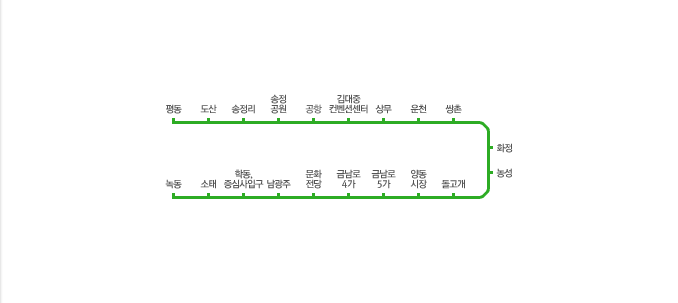 평동
도산
송정리
송정
공원
공항
김대중
컨벤션센터
상무
운천
쌍촌
화정
농성
돌고개
양동
시장
금남로
5가
금남로
4가
문화
전당
남광주
학동,
증심사입구
소태
녹동